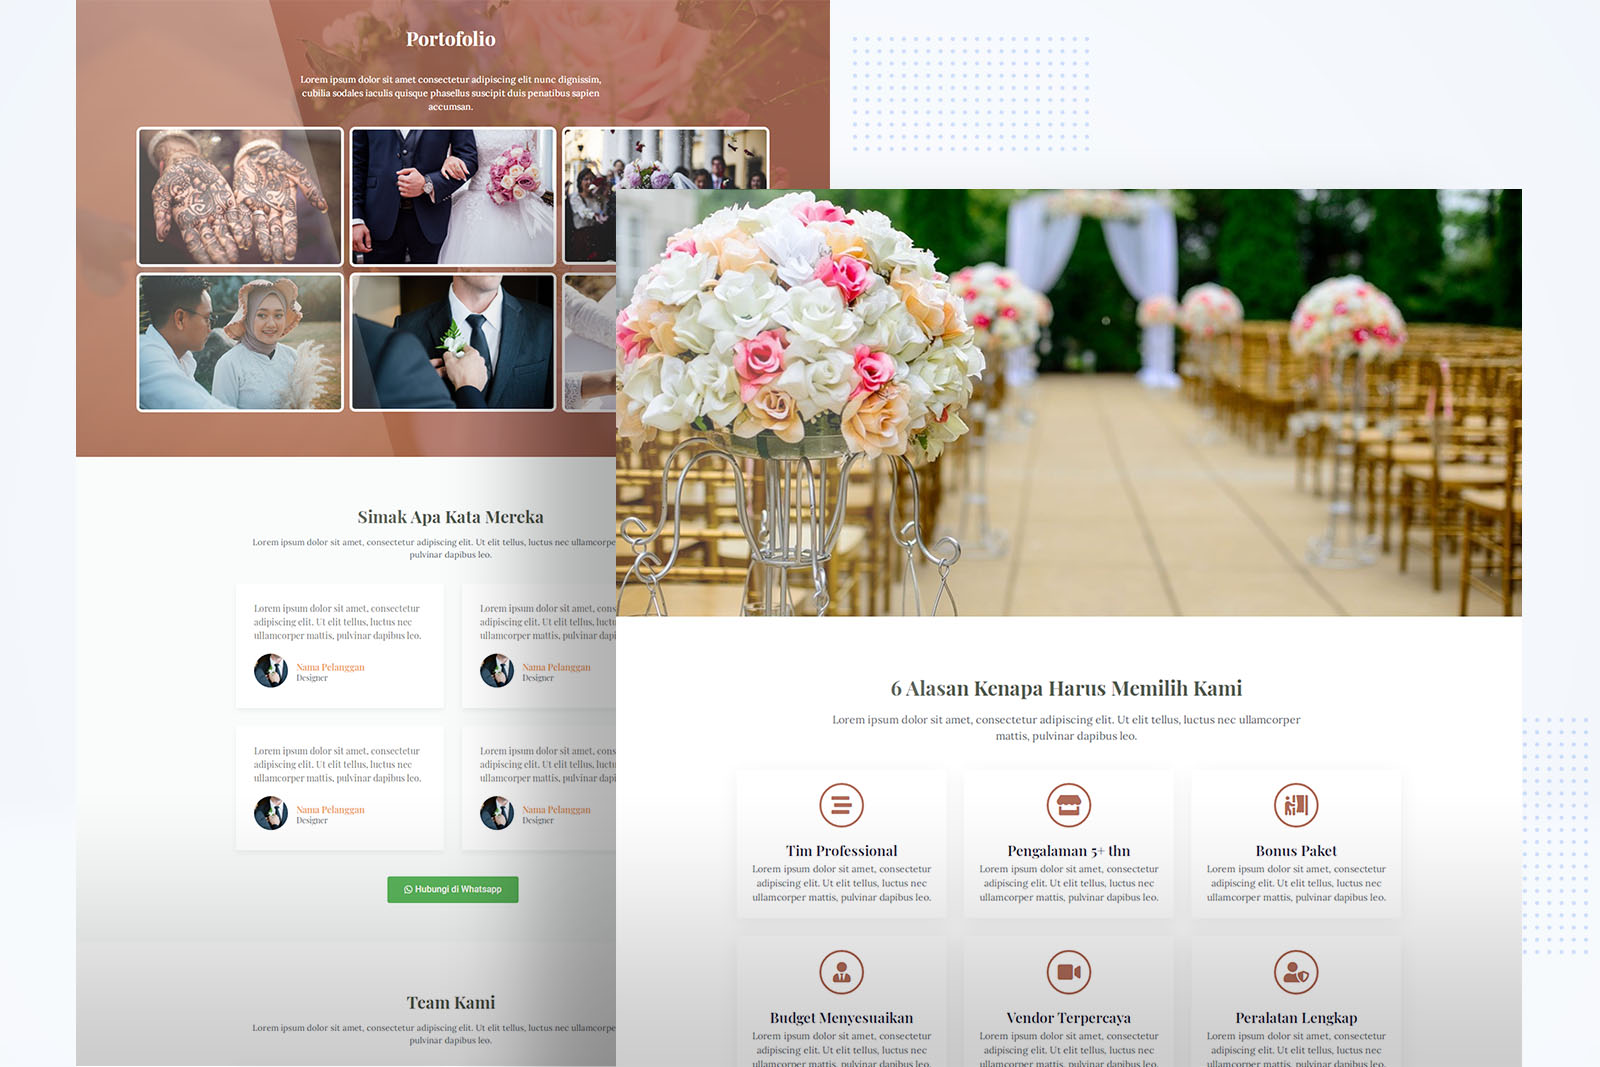 Portofolio
Lorem ipsum dolor sit amet consectetur adipiscing elit nunc dignissim,
cubilia sodales iaculis quisque phasellus suscipit duis penatibus sapien
accumsan.
Simak Apa Kata Mereka
Lorem ipsum dolor sit amet, consectetur adipiscing elit. Ut elit tellus, luctus nec ullamcorpe
pulvinar dapibus leo.
Lorem ipsum dolor sit amet, consectetur
adipiscing elit. Ut elit tellus, luctus nec
ullamcorper mattis, pulvinar dapibus leo.
Nama Pelanggan
Designer
Lorem ipsum dolor sit amet, cons
adipiscing elit. Ut elit tellus, luctu
ullamcorper mattis, pulvinar dapi
Nama Pelanggan
Designer
Lorem ipsum dolor sit amet, consectetur
adipiscing elit. Ut elit tellus, luctus nec
ullamcorper mattis, pulvinar dapibus leo.
Nama Pelanggan
Designer
Lorem ipsum dolor sit amet, cons
adipiscing elit. Ut elit tellus, luctu
ullamcorper mattis, pulvinar dapi
Nama Pelanggan
Designer
Hubungi di Whatsapp
Team Kami
Lorem ipsum dolor sit amet, consectetur adipiscing elit. Ut elit tellus, luctus nec ullamcorpe
pulvinar dapibus leo.
6 Alasan Kenapa Harus Memilih Kami
Lorem ipsum dolor sit amet, consectetur adipiscing elit. Ut elit tellus, luctus nec ullamcorper
mattis, pulvinar dapibus leo.
Tim Professional
Lorem ipsum dolor sit amet, consectetur
adipiscing elit. Ut elit tellus, luctus nec
ullamcorper mattis, pulvinar dapibus leo.
Pengalaman 5+ thn
Lorem ipsum dolor sit amet, consectetur
adipiscing elit. Ut elit tellus, luctus nec
ullamcorper mattis, pulvinar dapibus leo.
Bonus Paket
Lorem ipsum dolor sit amet, consectetur
adipiscing elit. Ut elit tellus, luctus nec
ullamcorper mattis, pulvinar dapibus leo.
Budget Menyesuaikan
Lorem ipsum dolor sit amet, consectetur
adipiscing elit. Ut elit tellus, luctus nec
ullamcorper mattis, pulvinar dapibus leo.
Vendor Terpercaya
Lorem ipsum dolor sit amet, consectetur
adipiscing elit. Ut elit tellus, luctus nec
ullamcorper mattis, pulvinar dapibus leo.
Peralatan Lengkap
Lorem ipsum dolor sit amet, consectetur
adipiscing elit. Ut elit tellus, luctus nec
ullamcorper mattis, pulvinar dapibus leo.